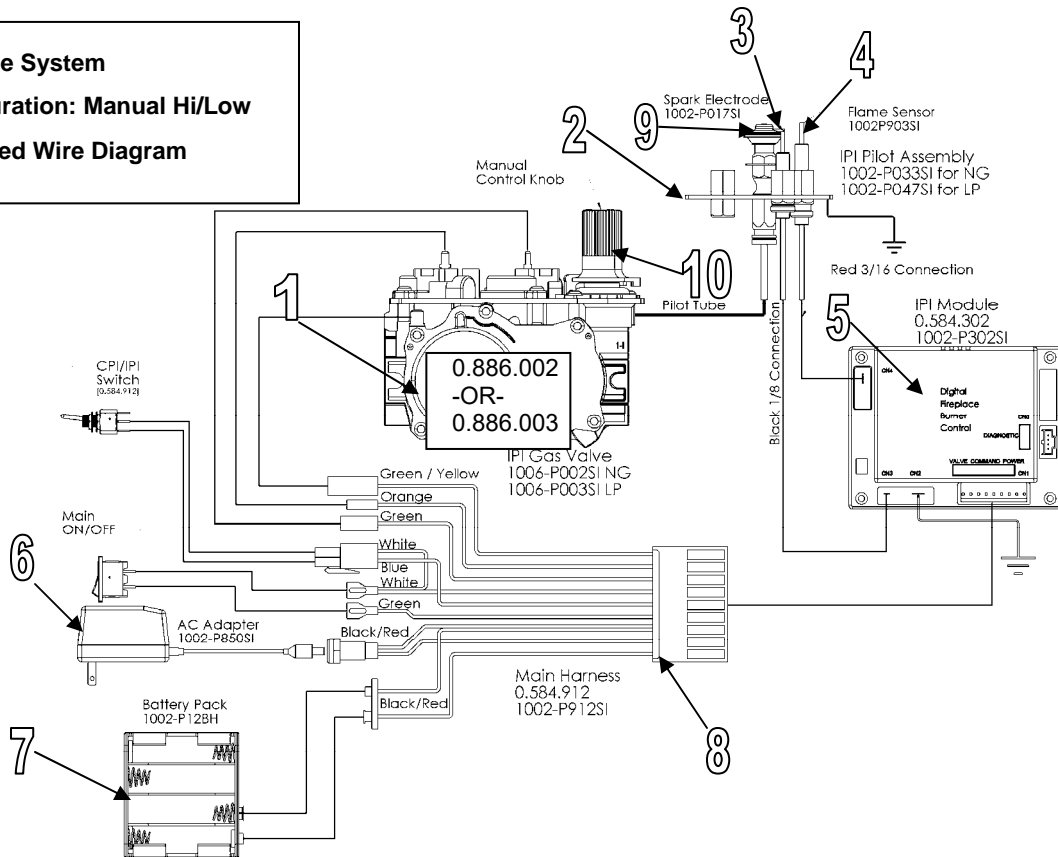 e System
uration: Manual Hi/Low
ed Wire Diagram
3
4
Spark Electrode
1002-P017SI
9
2
Flame Sensor
1002P903SI
IPI Pilot Assembly
1002-P033SI for NG
1002-P047SI for LP
Manual
Control Knob
10
Red 3/16 Connection
Pilot Tube
1
5
IPI Module
0.584.302
1002-P302SI
Black 1/8 Connection
CPI/IPI
Switch
[0.584.912]
0.886.002
-OR-
0.886.003
1-I
IPI Gas Valve
1006-P002SI NG
1006-P003SI LP
CN4
Digital
Fireplace
Burner
Control
DIAGNOSTIC
VALVE COMMAND POWER
CN3
CN2
CN1
Green / Yellow
Orange
Green
White
Blue
White
Green
Black/Red
Main
ON/OFF
6
AC Adapter
1002-P850SI
Main Harness
0.584.912
1002-P912SI
8
Battery Pack
1002-P12BH
Black/Red
7